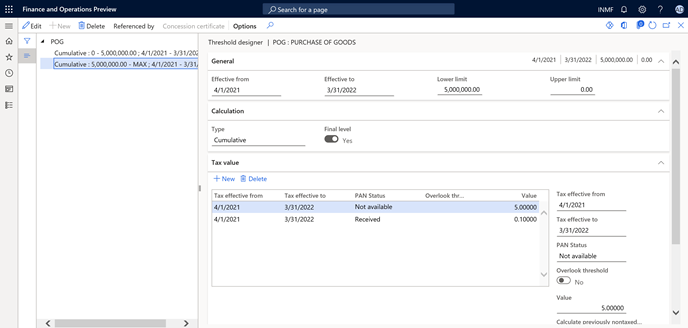 Finance and Operations Preview
Search for a page
INMF
Edit
New
Delete
Referenced by
Concession certificate
Options
POG
Cumulative : 0 - 5,000,000.00 ; 4/1/2021 - 3/31/202
Cumulative : 5,000,000.00 - MAX ; 4/1/2021 - 3/31/
Threshold designer | POG : PURCHASE OF GOODS
General
4/1/2021 | 3/31/2022 | 5,000,000.00 | 0.00
Effective from
Effective to
Lower limit
Upper limit
4/1/2021
3/31/2022
5,000,000.00
0.00
Calculation
Type
Final level
Cumulative
Yes
Tax value
New
Delete
Tax effective from
Tax effective to
PAN Status
Overlook thr...
Value
4/1/2021
3/31/2022
Not available
5.00000
4/1/2021
3/31/2022
Received
0.10000
Tax effective from
4/1/2021
Tax effective to
3/31/2022
PAN Status
Not available
Overlook threshold
No
Value
5.00000
Calculate previously nontaxed...